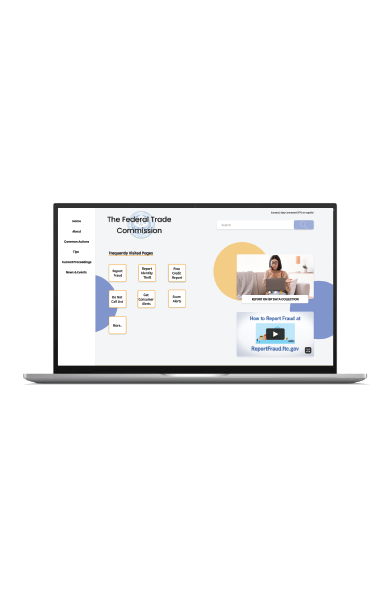 Home
About
Common Actions
Tips
Current Proceedings
News & Events
The Federal Trade
Commission
Search
Frequently Visited Pages
Report
Fraud
Report
Identity
Theft
Free
Credit
Report
Do Not
Call List
Get
Consumer
Alerts
Scam
Alerts
More..
REPORT ON ISP DATA COLLECTION
How to Report Fraud at
ReportFraud.ftc.gov